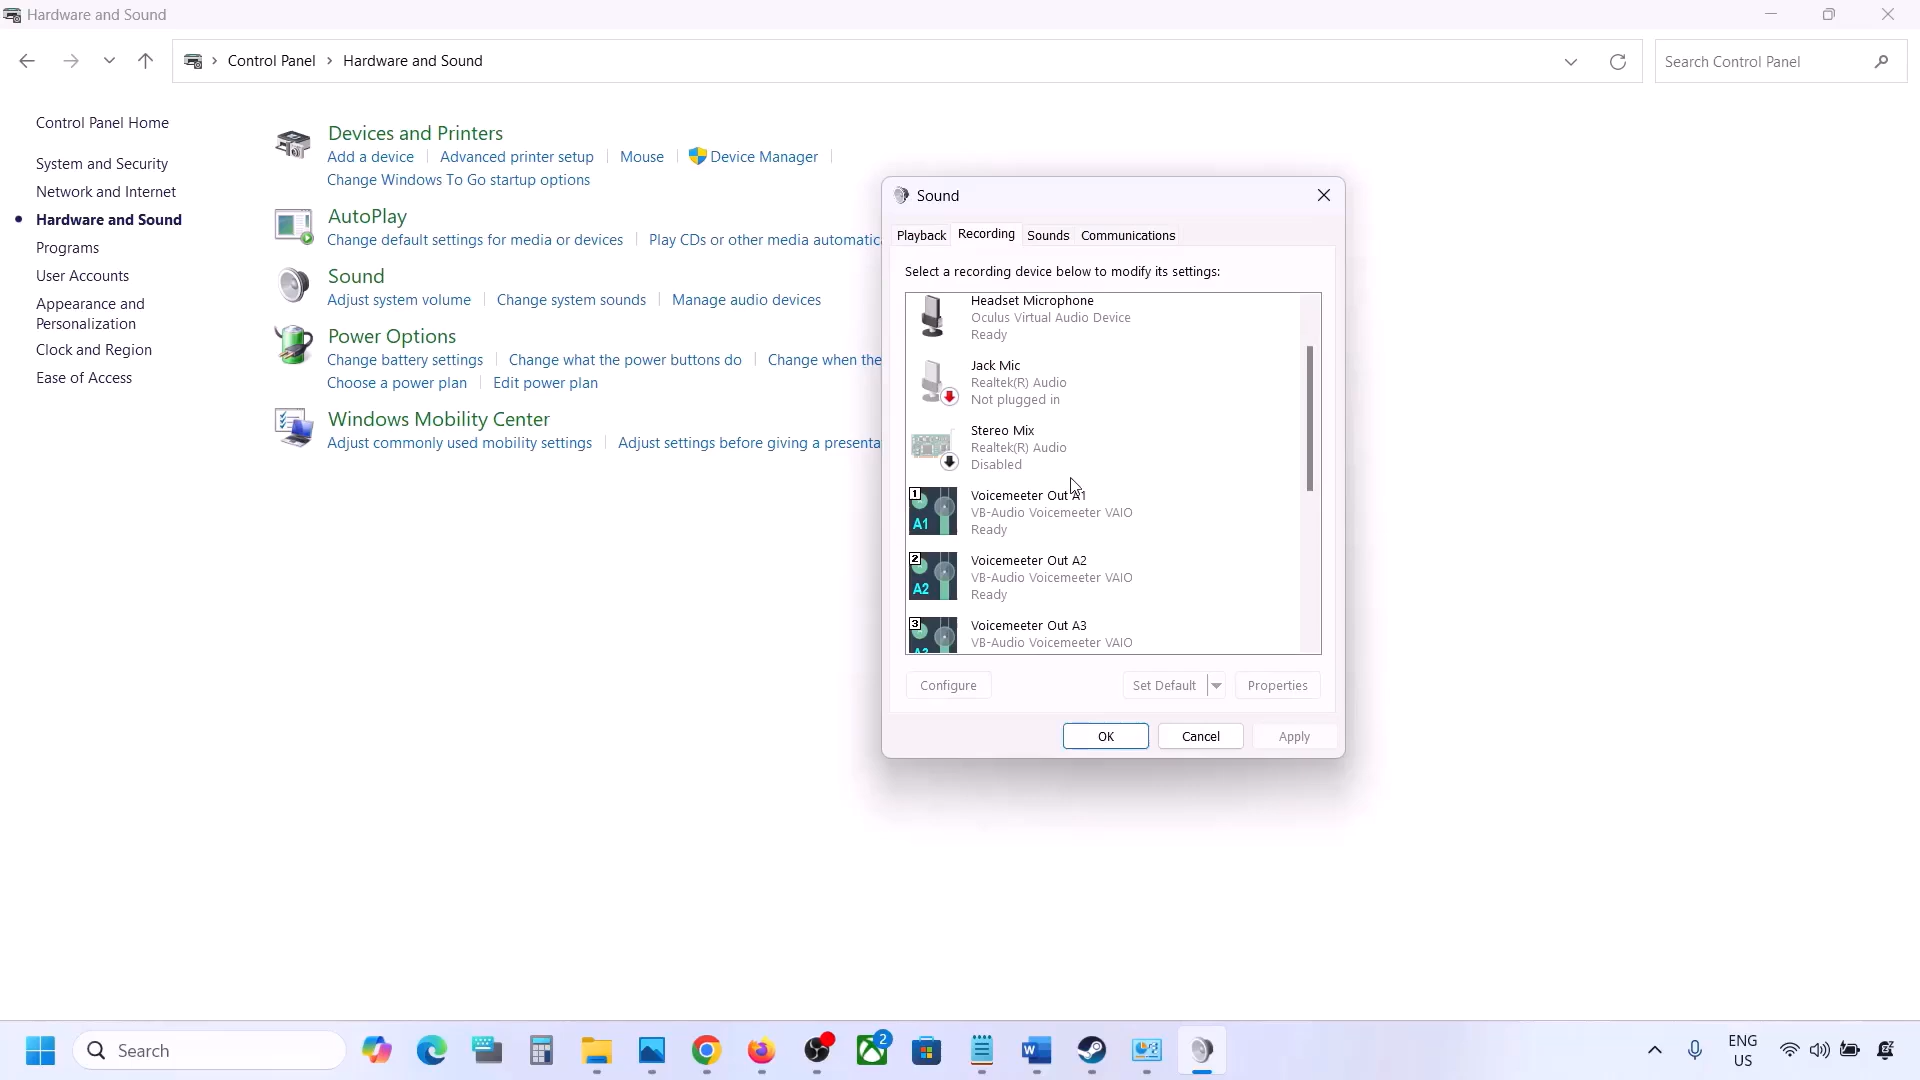 Hardware and Sound
Control Panel > Hardware and Sound
Search Control Panel
Control Panel Home
System and Security
Network and Internet
Hardware and Sound
Programs
User Accounts
Appearance and
Personalization
Clock and Region
Ease of Access
Devices and Printers
Add a device | Advanced printer setup | Mouse | Device Manager |
Change Windows To Go startup options
AutoPlay
Change default settings for media or devices | Play CDs or other media automatic
Sound
Adjust system volume | Change system sounds | Manage audio devices
Power Options
Change battery settings | Change what the power buttons do | Change when the
Choose a power plan | Edit power plan
Windows Mobility Center
Adjust commonly used mobility settings | Adjust settings before giving a presenta
Sound
Playback Recording Sounds Communications
Select a recording device below to modify its settings:
Headset Microphone
Oculus Virtual Audio Device
Ready
Jack Mic
Realtek(R) Audio
Not plugged in
Stereo Mix
Realtek(R) Audio
Disabled
1 A1
Voicemeeter Out A1
VB-Audio Voicemeeter VAIO
Ready
2 A2
Voicemeeter Out A2
VB-Audio Voicemeeter VAIO
Ready
3 A3
Voicemeeter Out A3
VB-Audio Voicemeeter VAIO
Configure Set Default Properties
OK Cancel Apply
Search
2
ENG
US